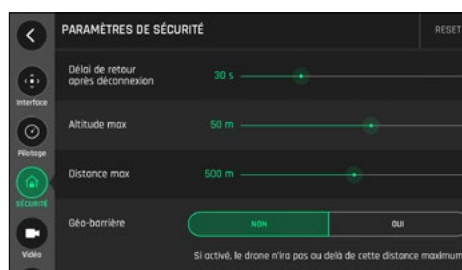 PARAMÈTRES DE SÉCURITÉ
RESET
Délai de retour
après déconnexion
30 s
Interface
Altitude max
50 m
Pilotage
Distance max
500 m
SÉCURITÉ
Géo-barrière
NON
OUI
Vidéo
Si activé, le drone n'ira pas au delà de cette distance maximum